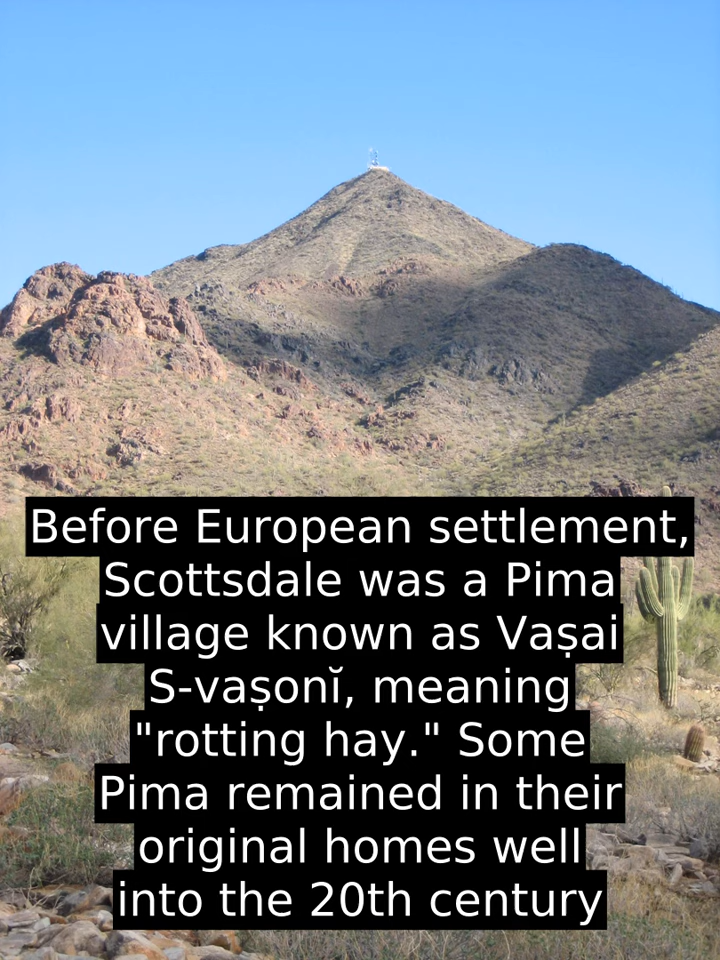 Before European settlement,
Scottsdale was a Pima
village known as Vaṣai
S-vaṣonĭ, meaning
"rotting hay." Some
Pima remained in their
original homes well
into the 20th century